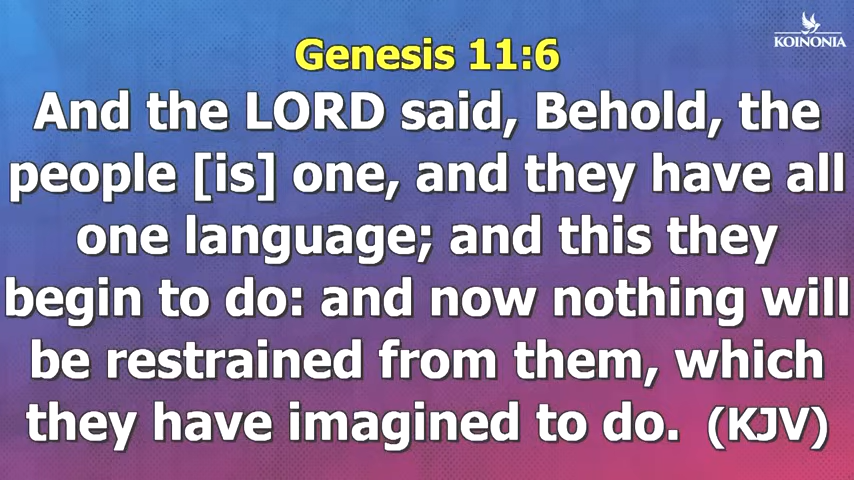 KOINONIA
Genesis 11:6
And the LORD said, Behold, the
people [is] one, and they have all
one language; and this they
begin to do: and now nothing will
be restrained from them, which
they have imagined to do. (KJV)